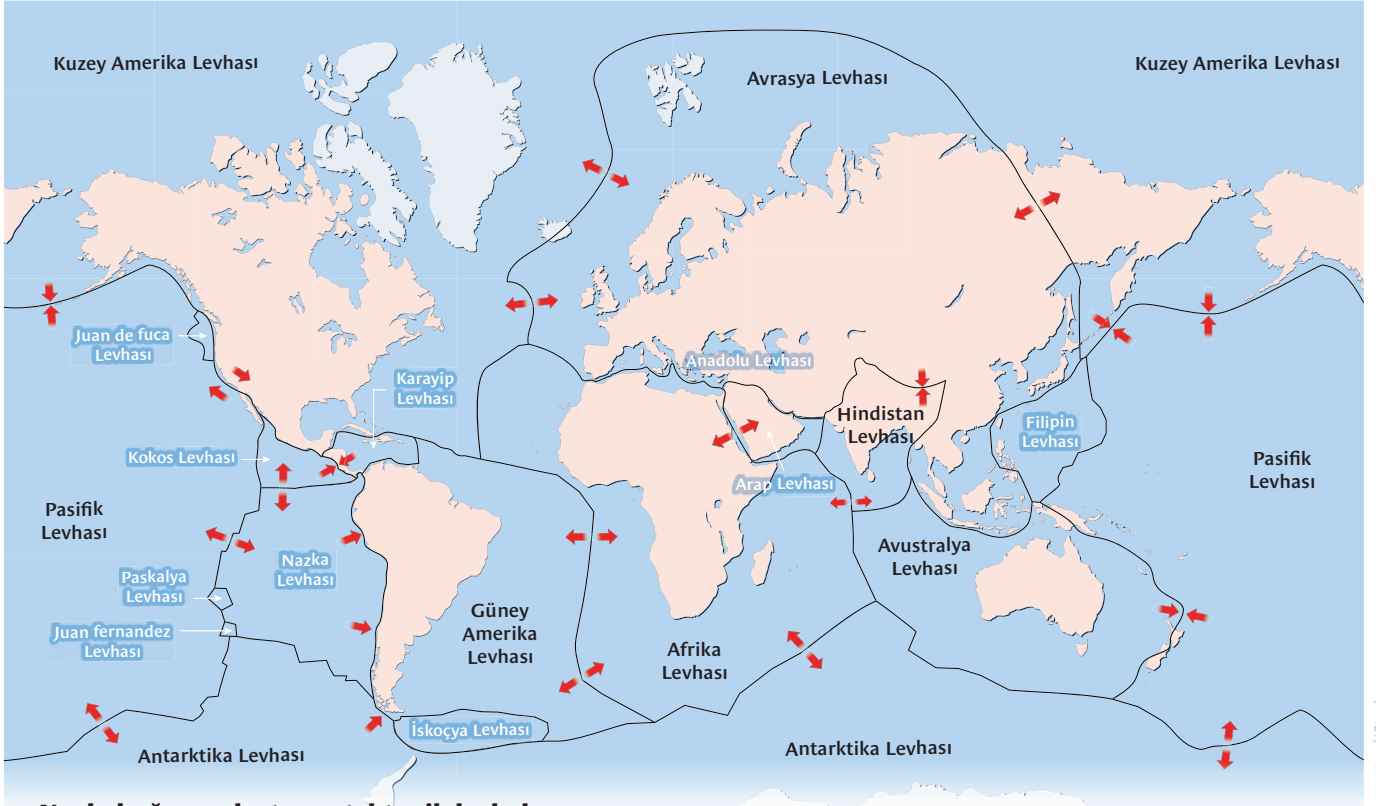 Kuzey Amerika Levhası
Avrasya Levhası
Kuzey Amerika Levhası
Juan de fuca
Levhası
Anadolu Levhası
Karayip
Levhası
Hindistan
Levhası
Filipin
Levhası
Kokos Levhası
Arap Levhası
Pasifik
Levhası
Pasifik
Levhası
Nazka
Levhası
Avustralya
Levhası
Paskalya
Levhası
Juan fernandez
Levhası
Güney
Amerika
Levhası
Afrika
Levhası
İskoçya Levhası
Antarktika Levhası
Antarktika Levhası